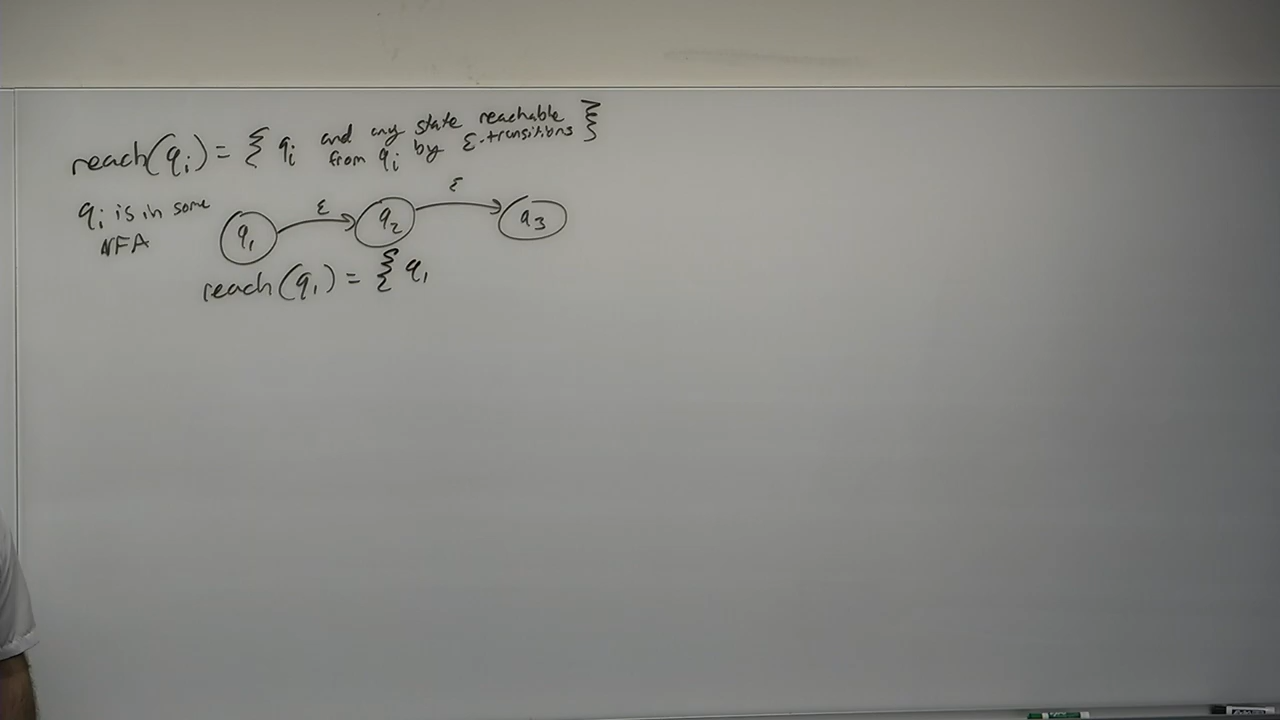 reach(qᵢ) = { qᵢ and any state reachable
from qᵢ by ε-transitions }
qᵢ is in some
NFA
q₁ ε q₂ ε q₃
reach(q₁) = { q₁